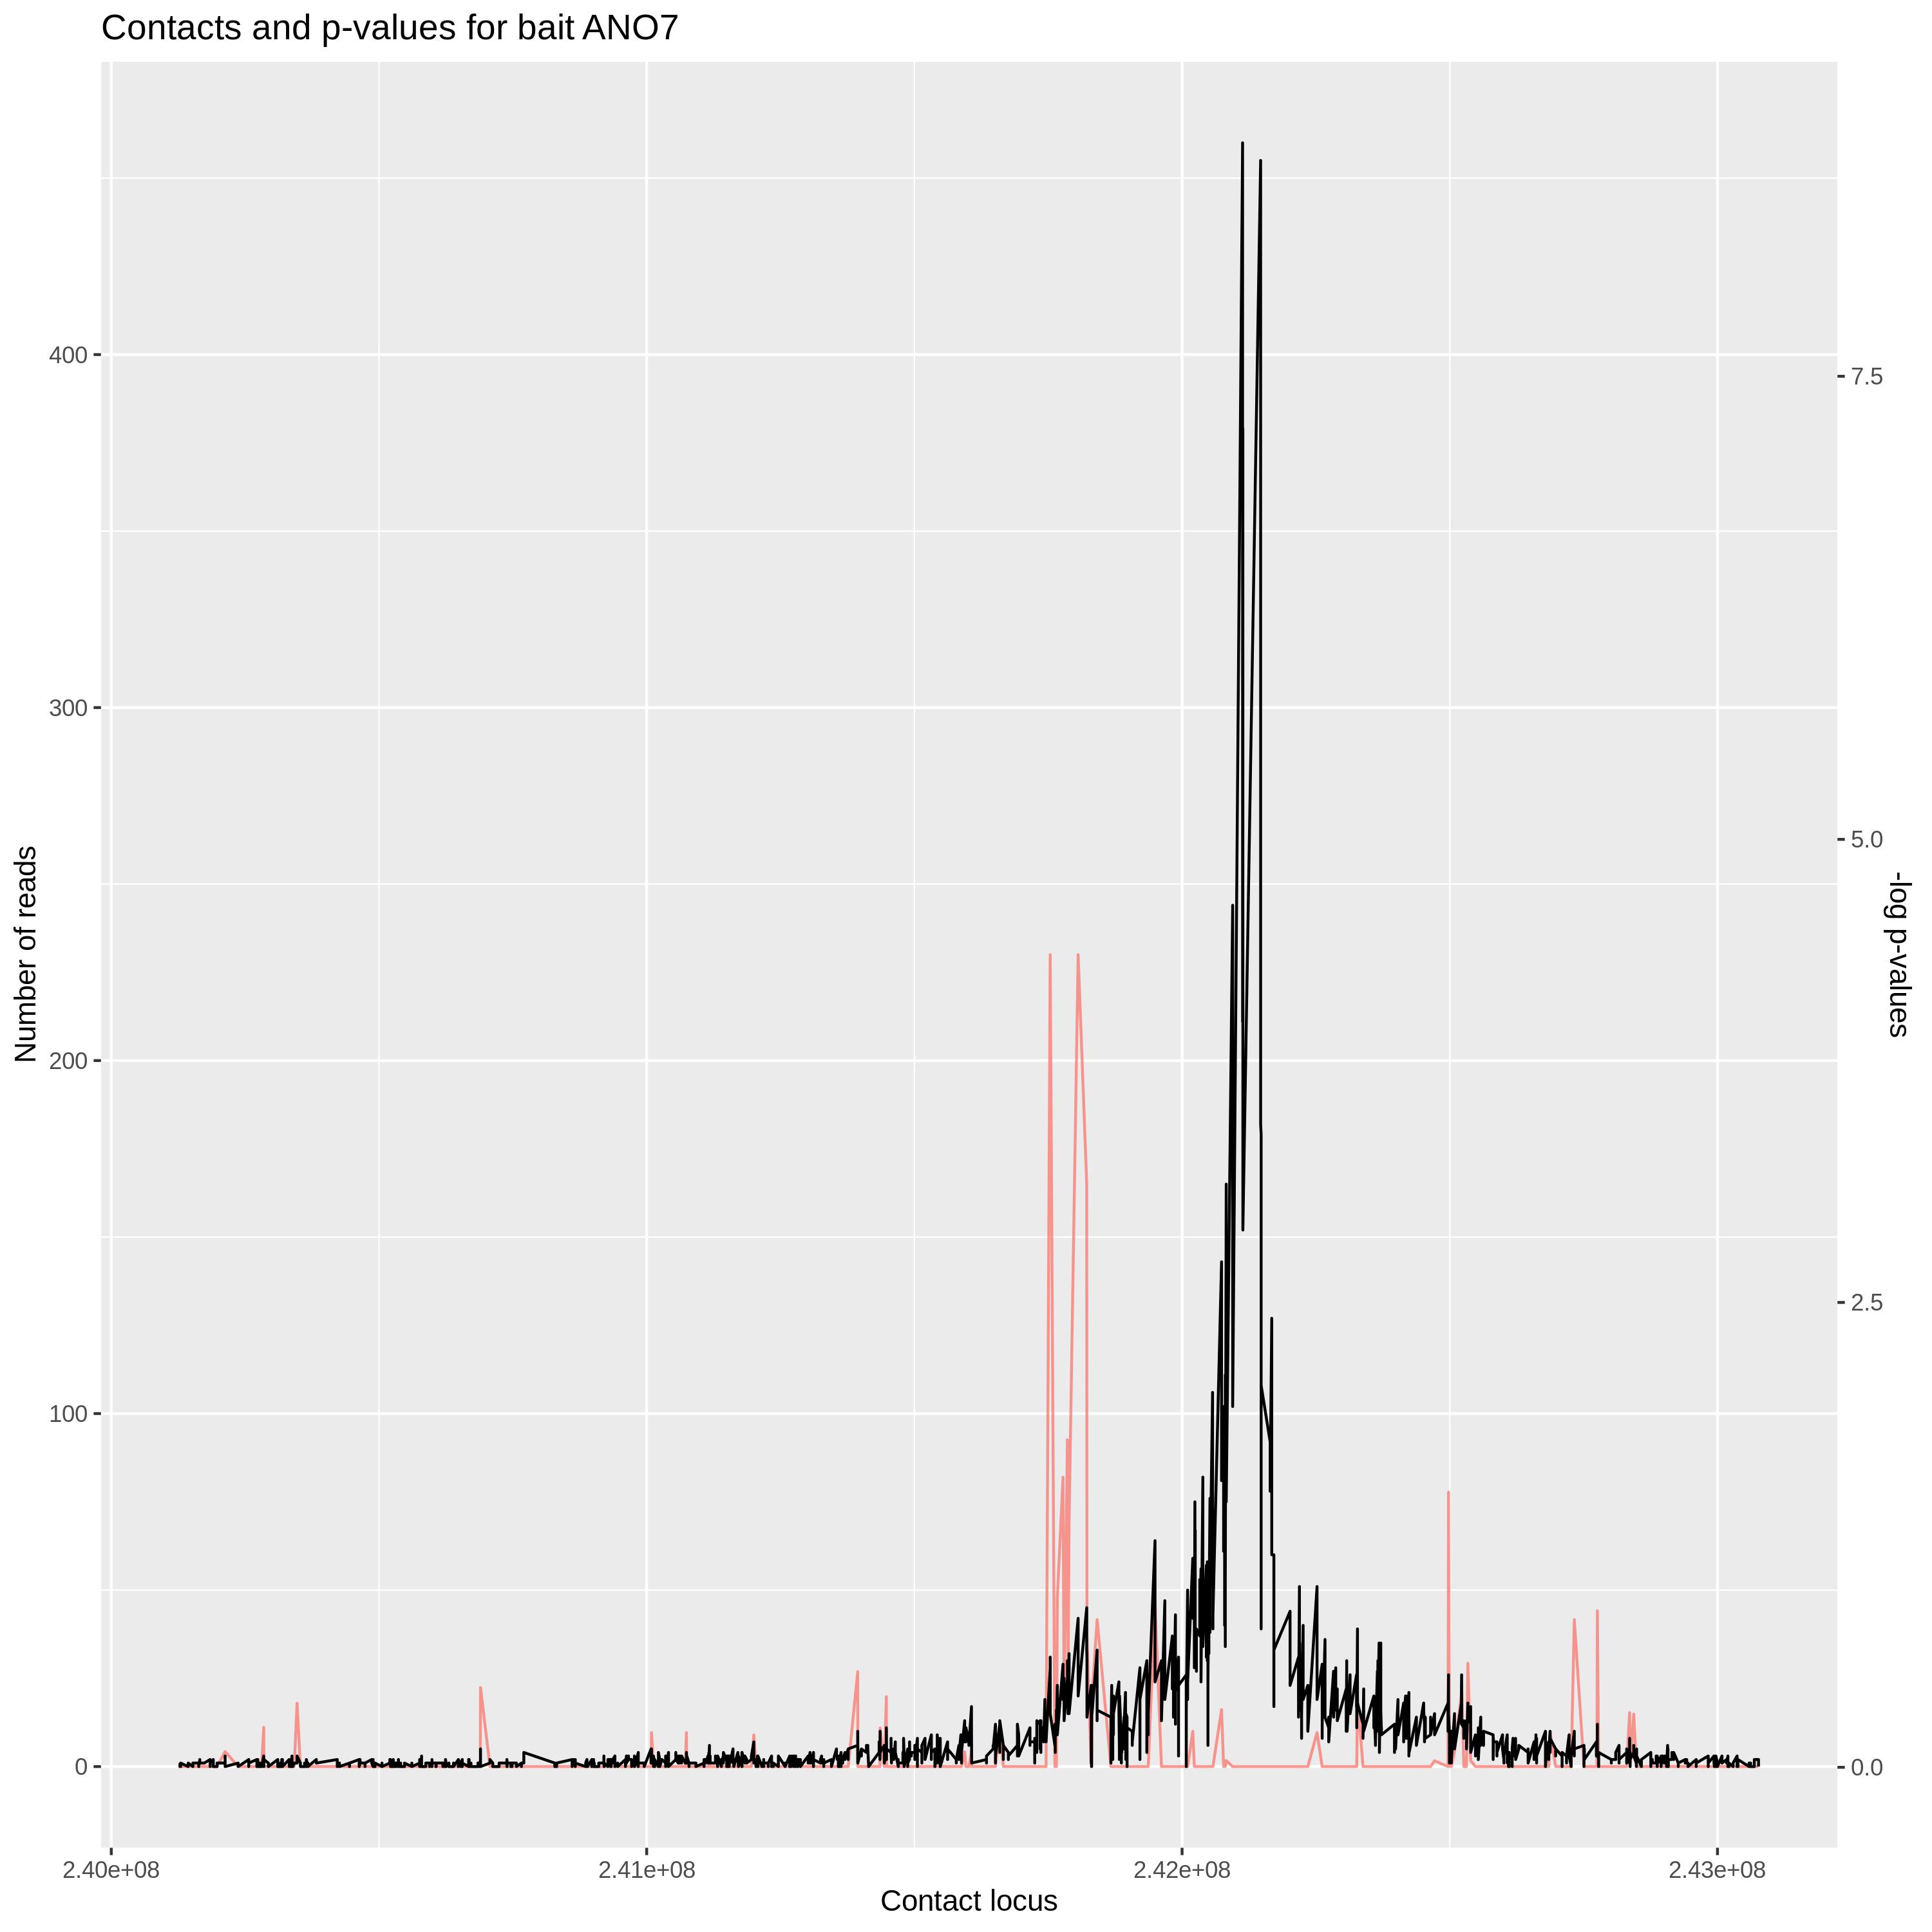 Contacts and p-values for bait ANO7
Number of reads
400
300
200
100
0
7.5
5.0
2.5
0.0
-log p-values
2.40e+08
2.41e+08
2.42e+08
2.43e+08
Contact locus